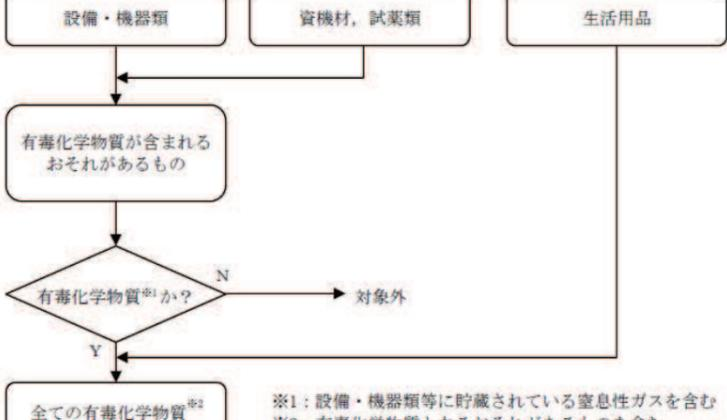 設備・機器類
資機材，試薬類
生活用品
有毒化学物質が含まれる
おそれがあるもの
有毒化学物質※1か？
N
対象外
Y
全ての有毒化学物質※2
※1：設備・機器類等に貯蔵されている窒息性ガスを含む